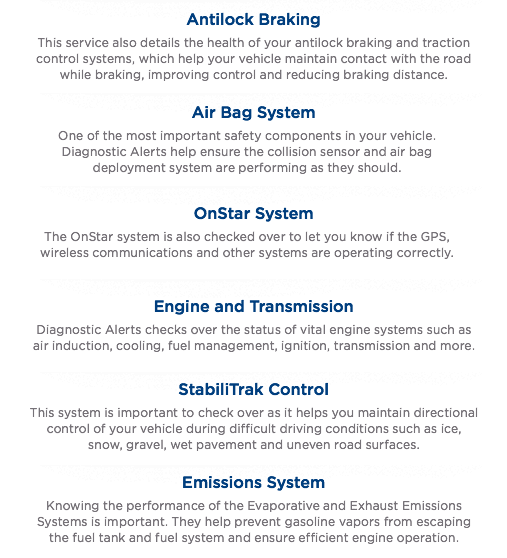 Antilock Braking
This service also details the health of your antilock braking and traction
control systems, which help your vehicle maintain contact with the road
while braking, improving control and reducing braking distance.
Air Bag System
One of the most important safety components in your vehicle.
Diagnostic Alerts help ensure the collision sensor and air bag
deployment system are performing as they should.
OnStar System
The OnStar system is also checked over to let you know if the GPS,
wireless communications and other systems are operating correctly.
Engine and Transmission
Diagnostic Alerts checks over the status of vital engine systems such as
air induction, cooling, fuel management, ignition, transmission and more.
StabiliTrak Control
This system is important to check over as it helps you maintain directional
control of your vehicle during difficult driving conditions such as ice,
snow, gravel, wet pavement and uneven road surfaces.
Emissions System
Knowing the performance of the Evaporative and Exhaust Emissions
Systems is important. They help prevent gasoline vapors from escaping
the fuel tank and fuel system and ensure efficient engine operation.